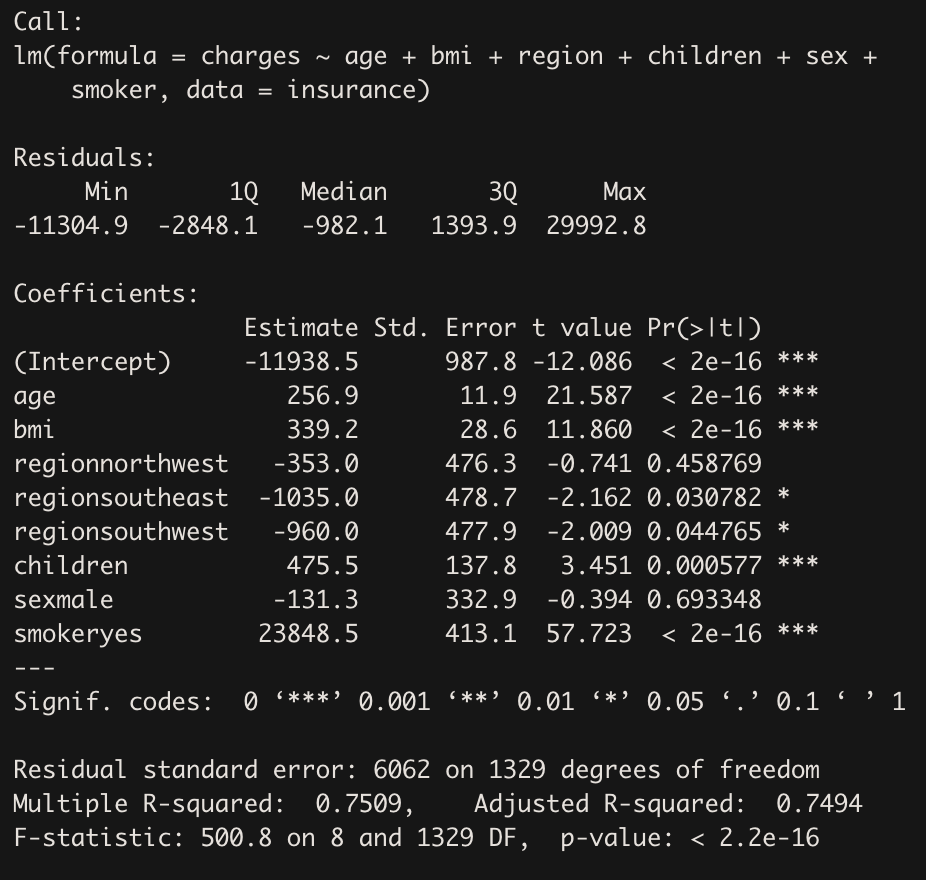 Call:
lm(formula = charges ~ age + bmi + region + children + sex +
    smoker, data = insurance)

Residuals:
     Min       1Q   Median       3Q      Max
-11304.9  -2848.1   -982.1   1393.9  29992.8

Coefficients:
                Estimate Std. Error t value Pr(>|t|)
(Intercept)     -11938.5      987.8 -12.086  < 2e-16 ***
age                256.9       11.9  21.587  < 2e-16 ***
bmi                339.2       28.6  11.860  < 2e-16 ***
regionnorthwest   -353.0      476.3  -0.741 0.458769
regionsoutheast  -1035.0      478.7  -2.162 0.030782 *
regionsouthwest   -960.0      477.9  -2.009 0.044765 *
children           475.5      137.8   3.451 0.000577 ***
sexmale           -131.3      332.9  -0.394 0.693348
smokeryes        23848.5      413.1  57.723  < 2e-16 ***
---
Signif. codes:  0 ‘***’ 0.001 ‘**’ 0.01 ‘*’ 0.05 ‘.’ 0.1 ‘ ’ 1

Residual standard error: 6062 on 1329 degrees of freedom
Multiple R-squared:  0.7509,    Adjusted R-squared:  0.7494
F-statistic: 500.8 on 8 and 1329 DF,  p-value: < 2.2e-16